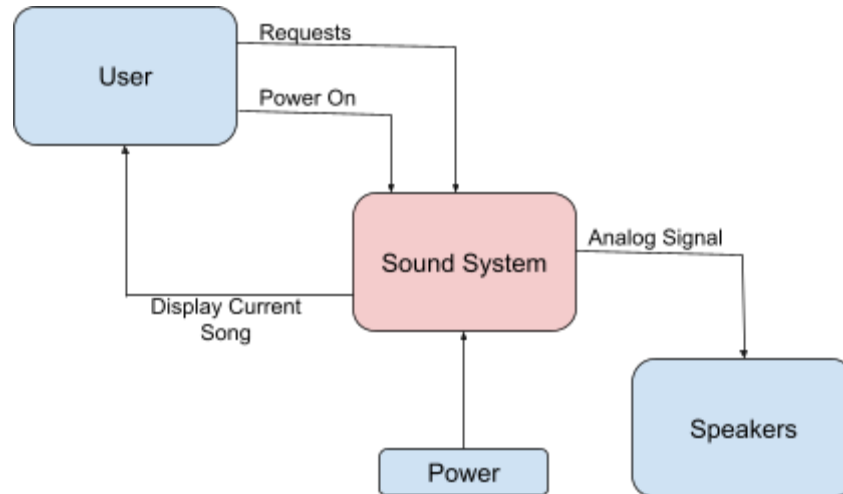 Requests
User
Power On
Sound System
Analog Signal
Display Current
Song
Speakers
Power